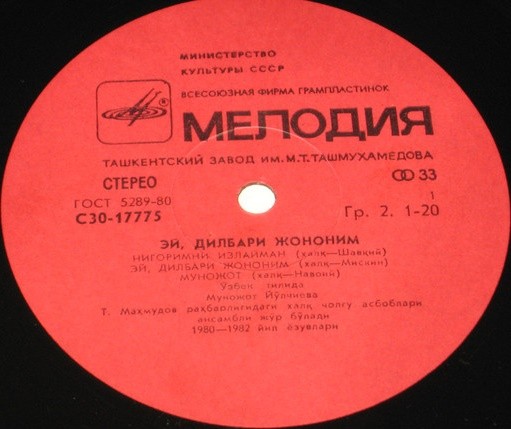 МИНИСТЕРСТВО
КУЛЬТУРЫ СССР
ВСЕСОЮЗНАЯ ФИРМА ГРАМПЛАСТИНОК
® МЕЛОДИЯ
ТАШКЕНТСКИЙ ЗАВОД ИМ. М. Т. ТАШМУХАМЕДОВА
СТЕРЕО 33
ГОСТ 5289-80 1
С30-17775 Гр. 2. 1-20
ЭЙ, ДИЛБАРИ ЖОНОНИМ
НИГОРИМНИ ИЗЛАЙМАН (халқ—Шавқий)
ЭЙ, ДИЛБАРИ ЖОНОНИМ (халқ—Мискин)
МУНОЖОТ (халқ—Навоий)
Ўзбек тилида
Муножот Йўлчиева
Т. Маҳмудов раҳбарлигидаги халқ чолғу асбоблари
ансамбли жўр бўлади
1980—1982 йил ёзувлари